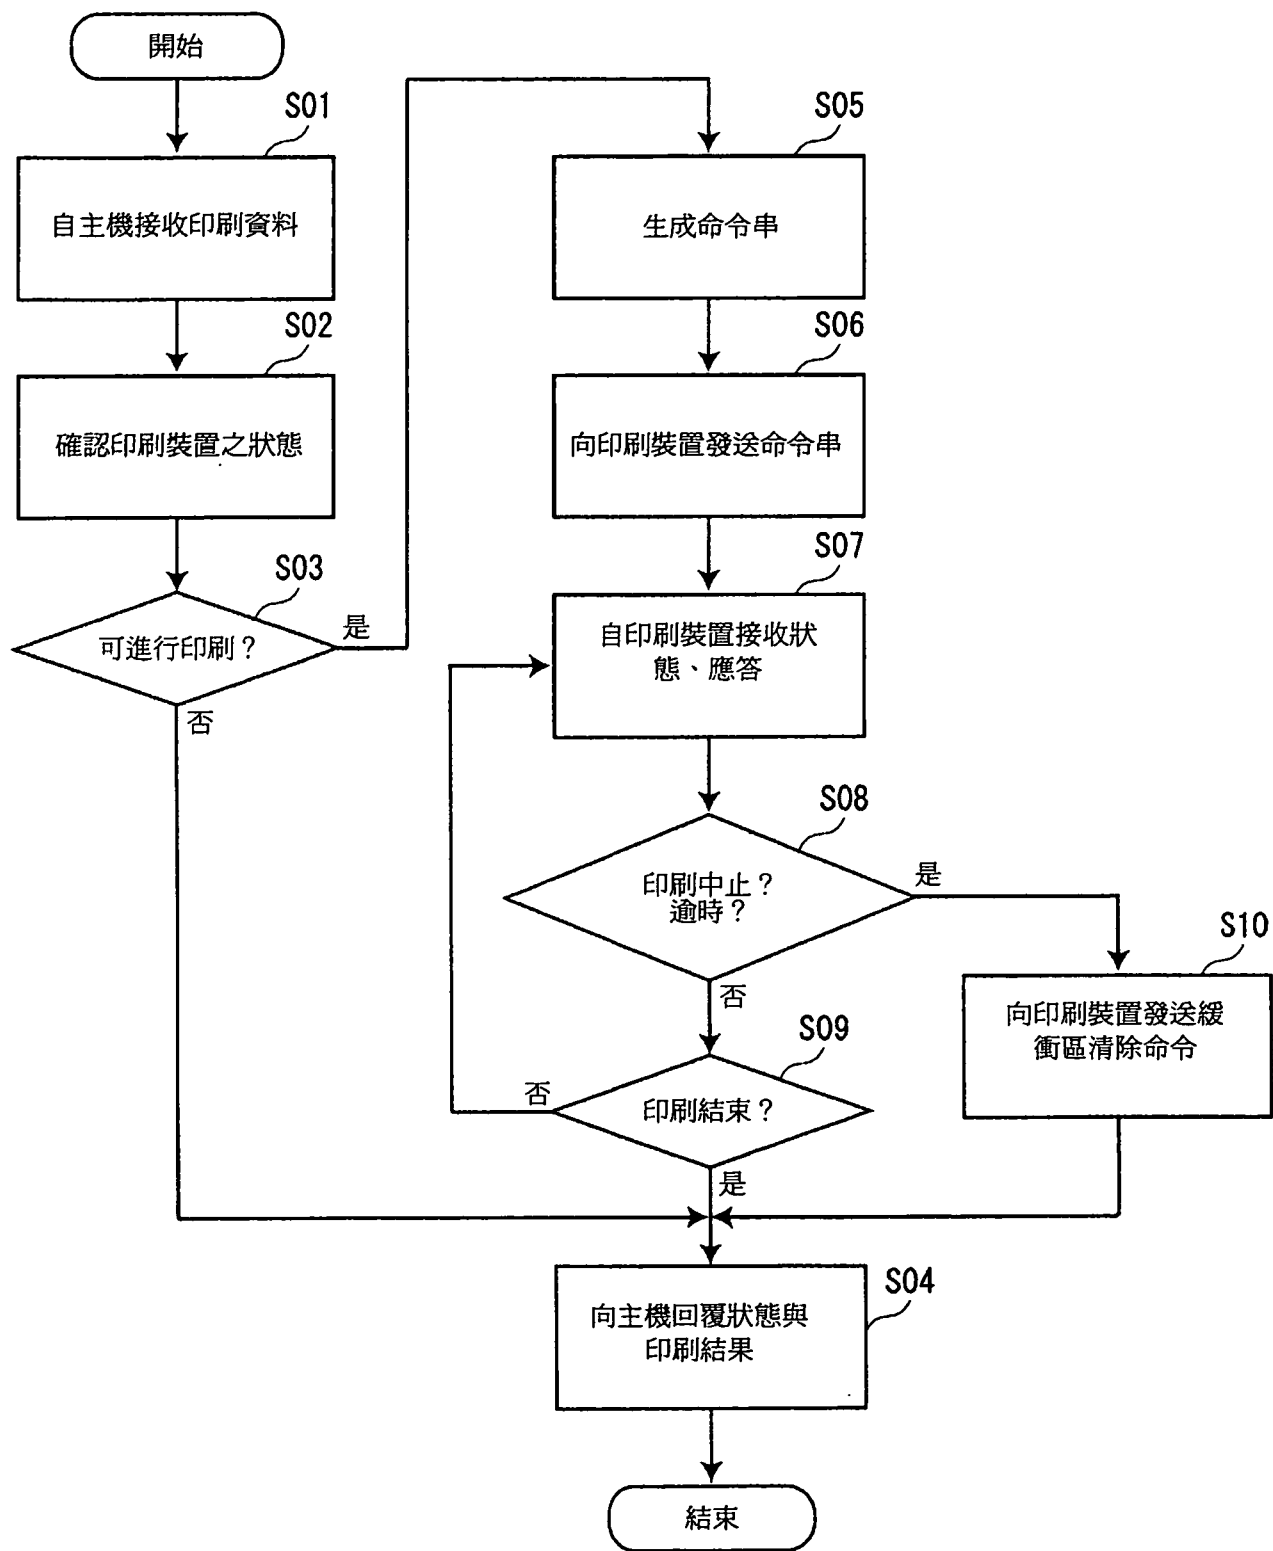 開始
S01
自主機接收印刷資料
S02
確認印刷裝置之狀態
S03
可進行印刷？
是
否
S05
生成命令串
S06
向印刷裝置發送命令串
S07
自印刷裝置接收狀
態、應答
S08
印刷中止？
逾時？
是
否
S10
向印刷裝置發送緩
衝區清除命令
S09
印刷結束？
否
是
S04
向主機回覆狀態與
印刷結果
結束